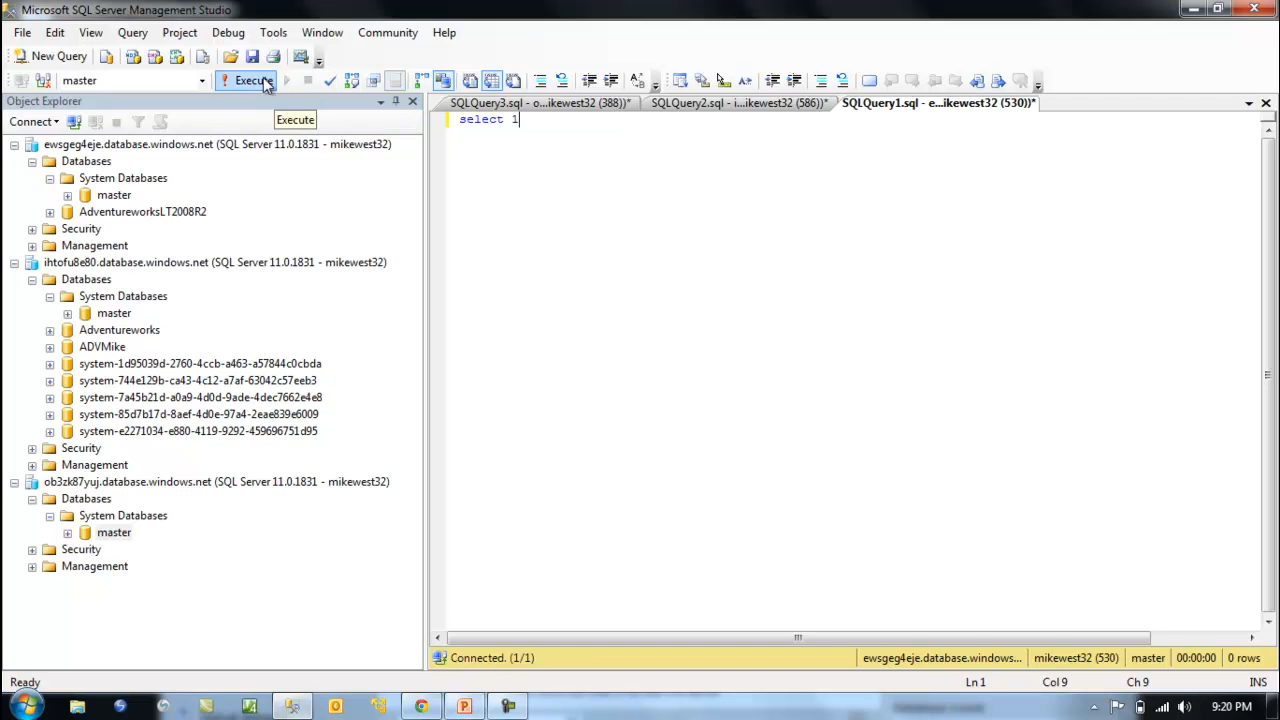 Microsoft SQL Server Management Studio
File Edit View Query Project Debug Tools Window Community Help
New Query
master Execute
Object Explorer
SQLQuery3.sql - o...ikewest32 (388))* SQLQuery2.sql - i...ikewest32 (586))* SQLQuery1.sql - e...ikewest32 (530))*
Connect
Execute
select 1
ewsgeg4eje.database.windows.net (SQL Server 11.0.1831 - mikewest32)
Databases
System Databases
master
AdventureworksLT2008R2
Security
Management
ihtofu8e80.database.windows.net (SQL Server 11.0.1831 - mikewest32)
Databases
System Databases
master
Adventureworks
ADVMike
system-1d95039d-2760-4ccb-a463-a57844c0cbda
system-744e129b-ca43-4c12-a7af-63042c57eeb3
system-7a45b21d-a0a9-4d0d-9ade-4dec7662e4e8
system-85d7b17d-8aef-4d0e-97a4-2eae839e6009
system-e2271034-e880-4119-9292-459696751d95
Security
Management
ob3zk87yuj.database.windows.net (SQL Server 11.0.1831 - mikewest32)
Databases
System Databases
master
Security
Management
Connected. (1/1) ewsgeg4eje.database.windows... mikewest32 (530) master 00:00:00 0 rows
Ready Ln 1 Col 9 Ch 9 INS
9:20 PM